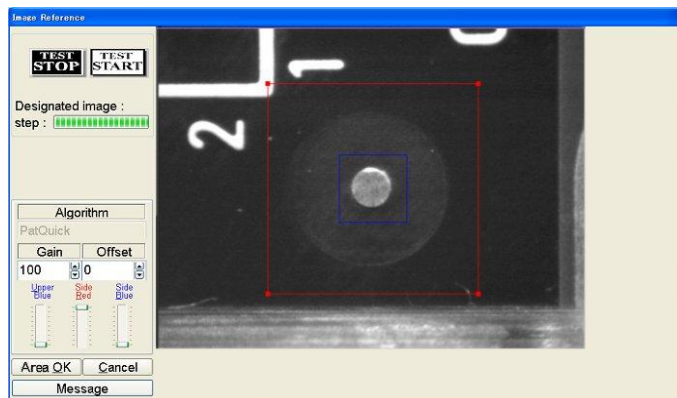 Image Reference
TEST STOP
TEST START
Designated image :
step :
Algorithm
PatQuick
Gain
Offset
100
0
Upper Blue
Side Red
Side Blue
Area OK
Cancel
Message
1
2